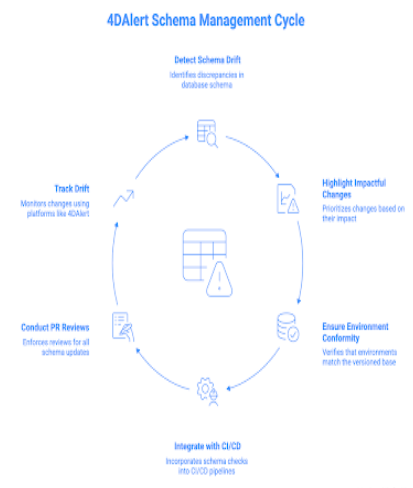 4DAlert Schema Management Cycle
Detect Schema Drift
Identifies discrepancies in
database schema
Highlight Impactful
Changes
Prioritizes changes based on
their impact
Ensure Environment
Conformity
Verifies that environments
match the versioned base
Integrate with CI/CD
Incorporates schema checks
into CI/CD pipelines
Conduct PR Reviews
Enforces reviews for all
schema updates
Track Drift
Monitors changes using
platforms like 4DAlert